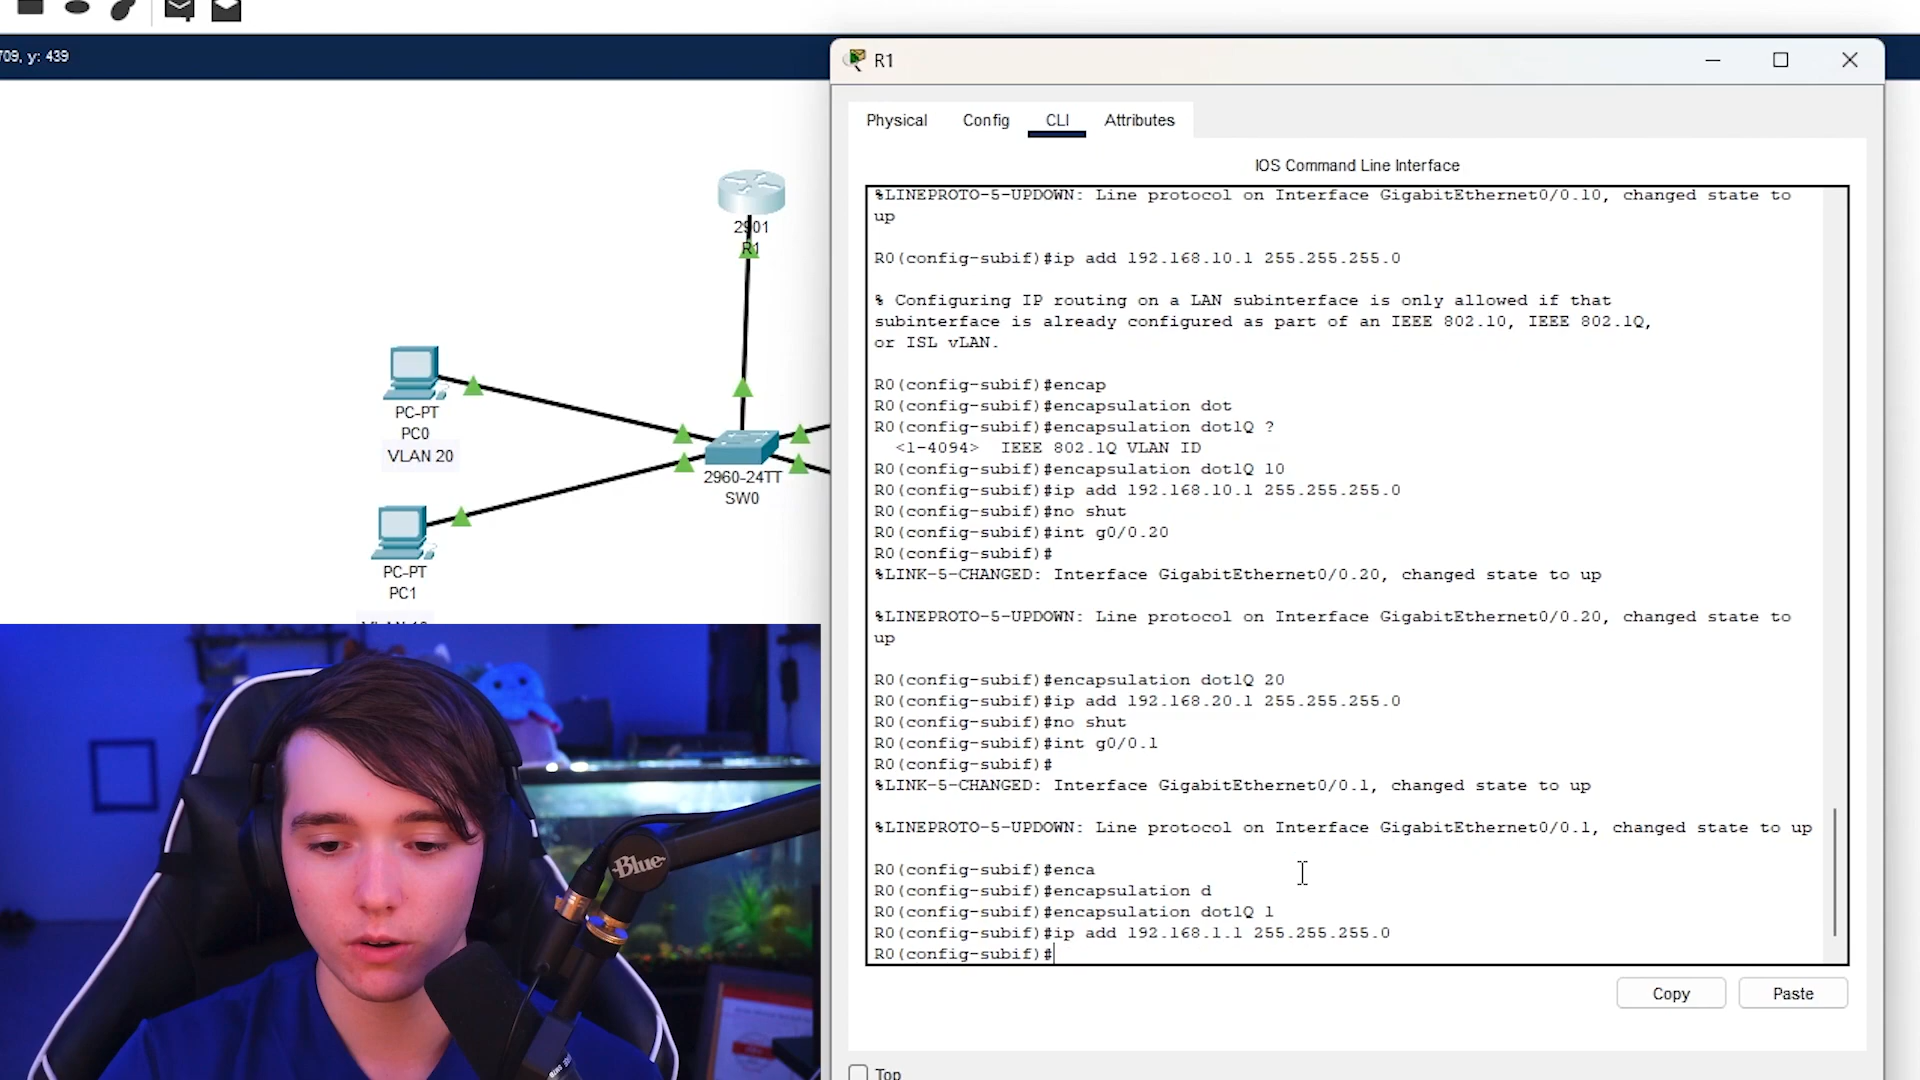 709, y: 439
R1
Physical Config CLI Attributes
IOS Command Line Interface
%LINEPROTO-5-UPDOWN: Line protocol on Interface GigabitEthernet0/0.10, changed state to
up
R0(config-subif)#ip add 192.168.10.1 255.255.255.0
% Configuring IP routing on a LAN subinterface is only allowed if that
subinterface is already configured as part of an IEEE 802.10, IEEE 802.1Q,
or ISL vLAN.
R0(config-subif)#encap
R0(config-subif)#encapsulation dot
R0(config-subif)#encapsulation dot1Q ?
<1-4094> IEEE 802.1Q VLAN ID
R0(config-subif)#encapsulation dot1Q 10
R0(config-subif)#ip add 192.168.10.1 255.255.255.0
R0(config-subif)#no shut
R0(config-subif)#int g0/0.20
R0(config-subif)#
%LINK-5-CHANGED: Interface GigabitEthernet0/0.20, changed state to up
%LINEPROTO-5-UPDOWN: Line protocol on Interface GigabitEthernet0/0.20, changed state to
up
R0(config-subif)#encapsulation dot1Q 20
R0(config-subif)#ip add 192.168.20.1 255.255.255.0
R0(config-subif)#no shut
R0(config-subif)#int g0/0.1
R0(config-subif)#
%LINK-5-CHANGED: Interface GigabitEthernet0/0.1, changed state to up
%LINEPROTO-5-UPDOWN: Line protocol on Interface GigabitEthernet0/0.1, changed state to up
R0(config-subif)#enca
R0(config-subif)#encapsulation d
R0(config-subif)#encapsulation dot1Q 1
R0(config-subif)#ip add 192.168.1.1 255.255.255.0
R0(config-subif)#
Copy Paste
Top
2901
R1
PC-PT
PC0
VLAN 20
2960-24TT
SW0
PC-PT
PC1
Blue